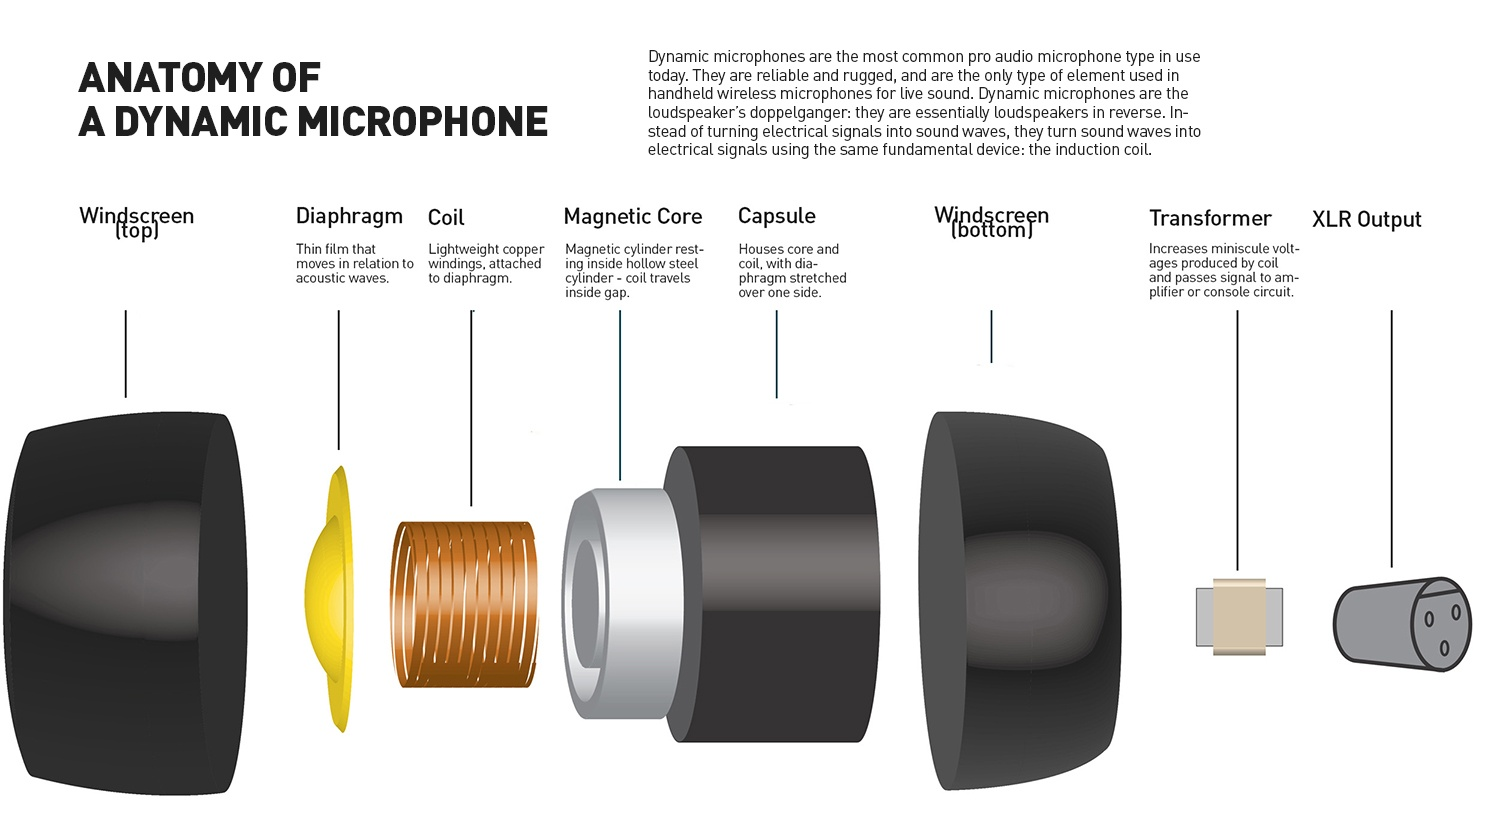 ANATOMY OF
A DYNAMIC MICROPHONE
Dynamic microphones are the most common pro audio microphone type in use
today. They are reliable and rugged, and are the only type of element used in
handheld wireless microphones for live sound. Dynamic microphones are the
loudspeaker's doppelganger: they are essentially loudspeakers in reverse. In-
stead of turning electrical signals into sound waves, they turn sound waves into
electrical signals using the same fundamental device: the induction coil.
Windscreen
(top)
Diaphragm
Thin film that
moves in relation to
acoustic waves.
Coil
Lightweight copper
windings, attached
to diaphragm.
Magnetic Core
Magnetic cylinder rest-
ing inside hollow steel
cylinder - coil travels
inside gap.
Capsule
Houses core and
coil, with dia-
phragm stretched
over one side.
Windscreen
(bottom)
Transformer
Increases miniscule volt-
ages produced by coil
and passes signal to am-
plifier or console circuit.
XLR Output